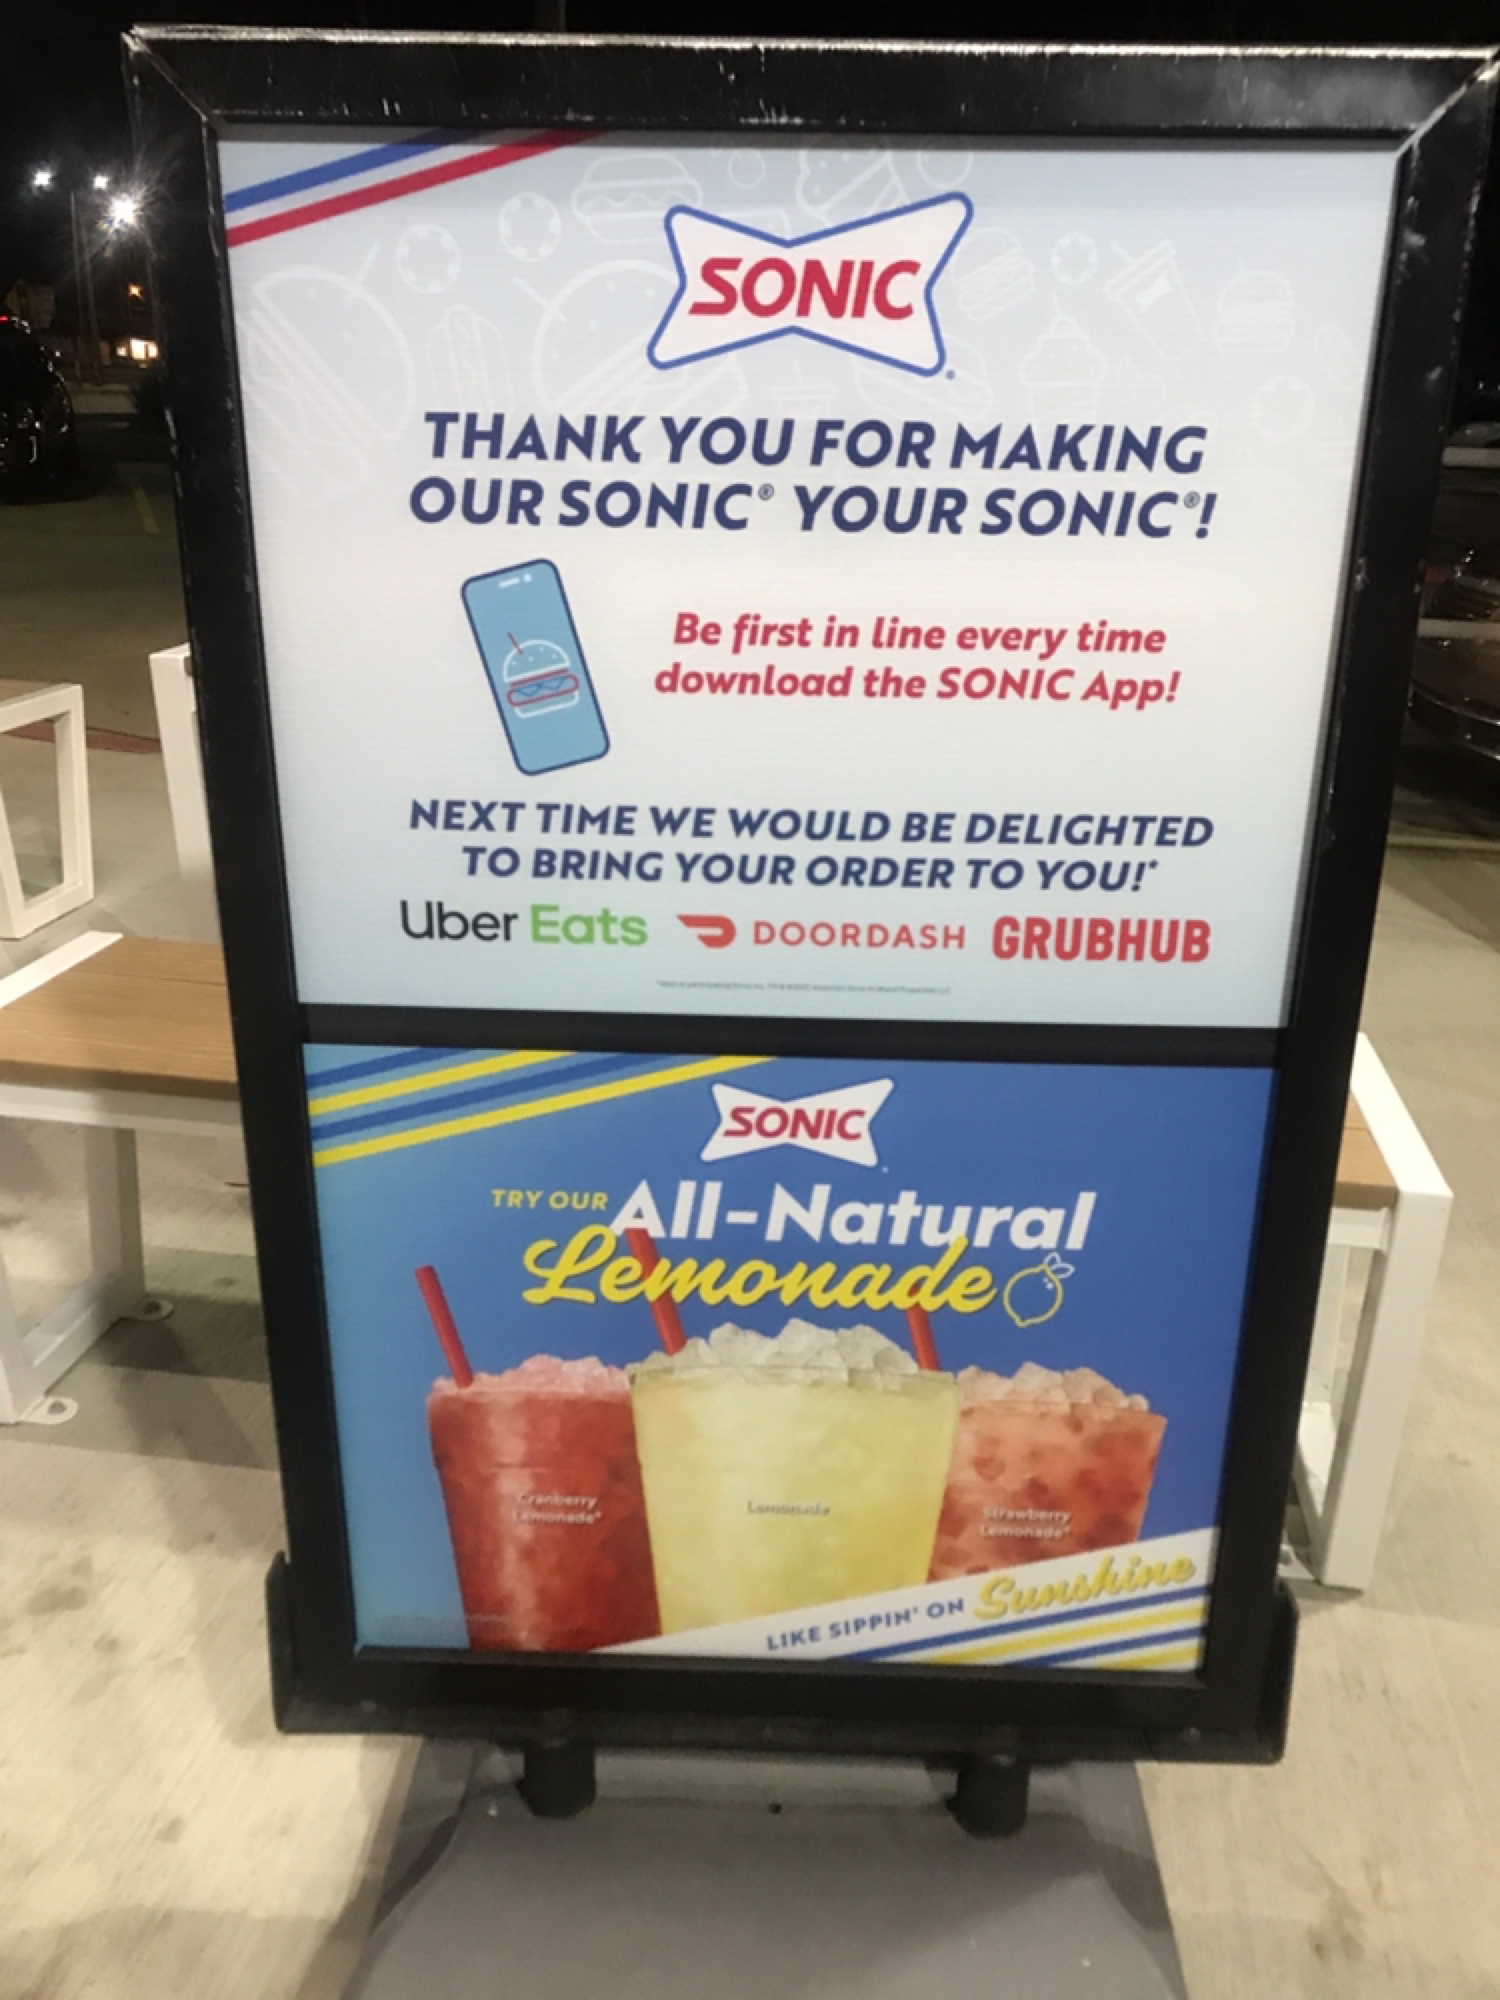 SONIC
THANK YOU FOR MAKING
OUR SONIC® YOUR SONIC®!
Be first in line every time
download the SONIC App!
NEXT TIME WE WOULD BE DELIGHTED
TO BRING YOUR ORDER TO YOU!*
Uber Eats DOORDASH GRUBHUB
SONIC
TRY OUR All-Natural
Lemonade
Cranberry
Lemonade*
Lemonade
Strawberry
Lemonade*
LIKE SIPPIN' ON Sunshine